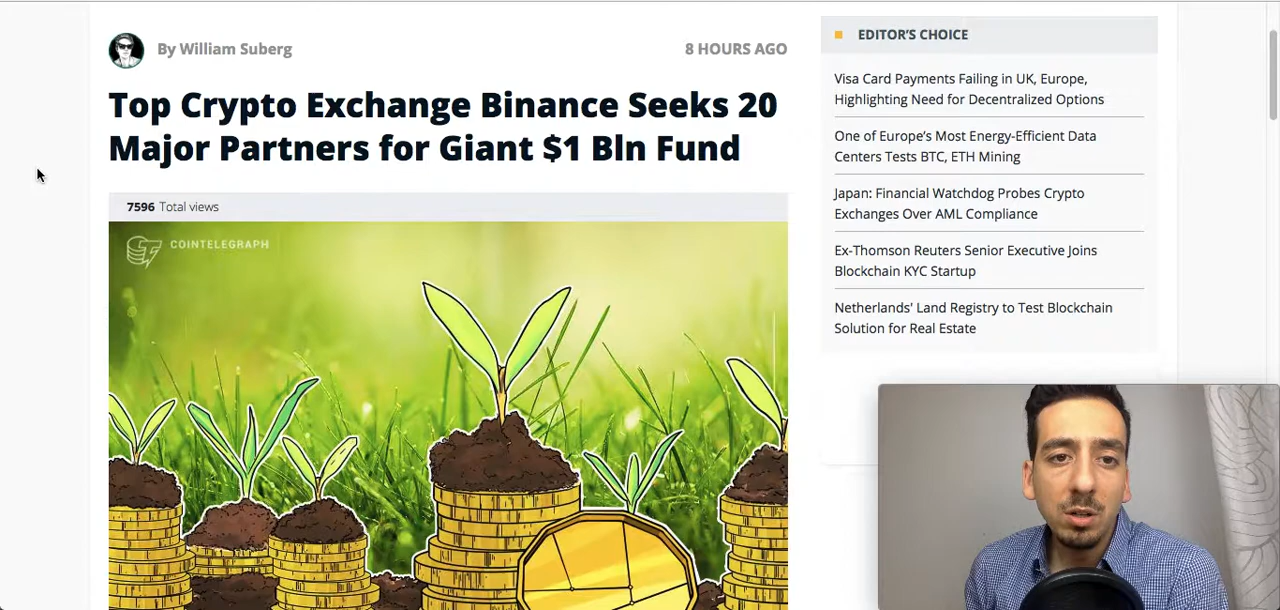 By William Suberg
8 HOURS AGO
Top Crypto Exchange Binance Seeks 20
Major Partners for Giant $1 Bln Fund
7596 Total views
COINTELEGRAPH
EDITOR’S CHOICE
Visa Card Payments Failing in UK, Europe,
Highlighting Need for Decentralized Options
One of Europe’s Most Energy-Efficient Data
Centers Tests BTC, ETH Mining
Japan: Financial Watchdog Probes Crypto
Exchanges Over AML Compliance
Ex-Thomson Reuters Senior Executive Joins
Blockchain KYC Startup
Netherlands' Land Registry to Test Blockchain
Solution for Real Estate